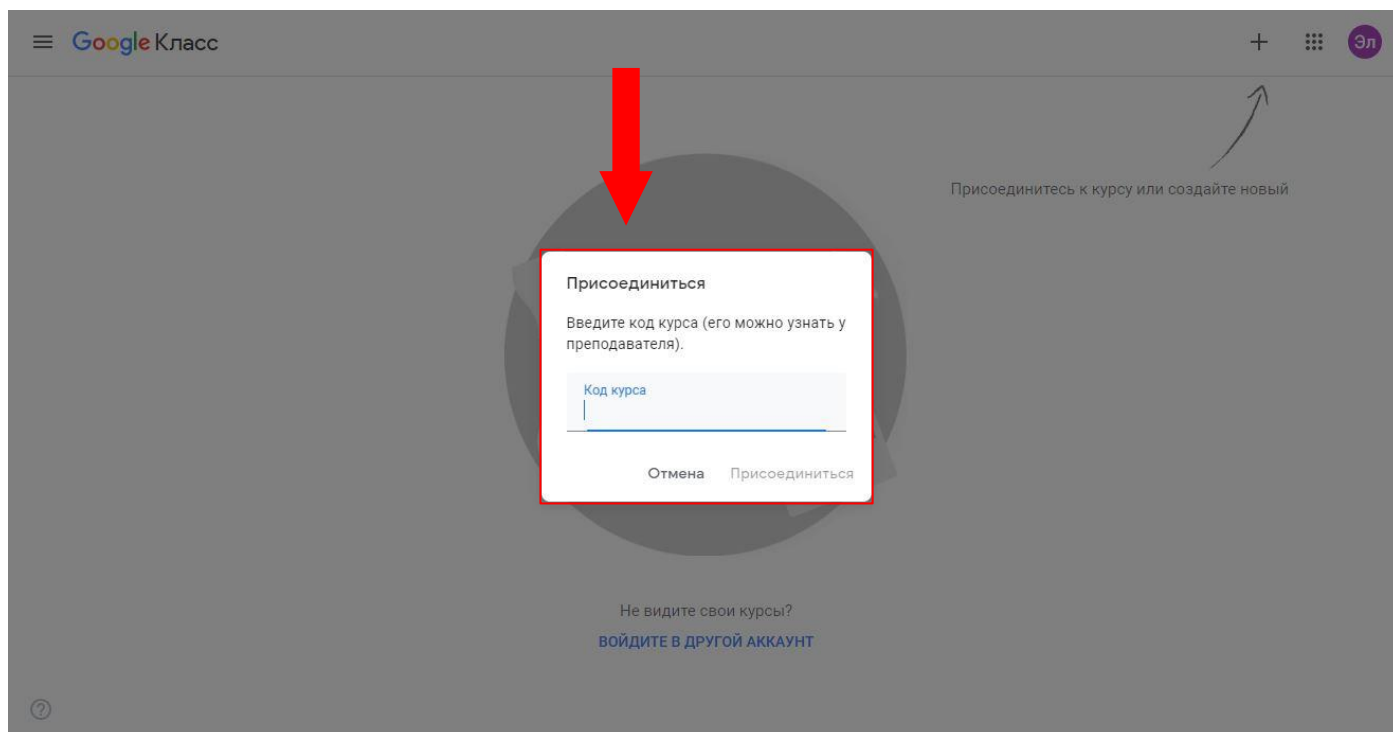 Google Класс
Эл
Присоединитесь к курсу или создайте новый
Присоединиться
Введите код курса (его можно узнать у
преподавателя).
Код курса
Отмена Присоединиться
Не видите свои курсы?
ВОЙДИТЕ В ДРУГОЙ АККАУНТ